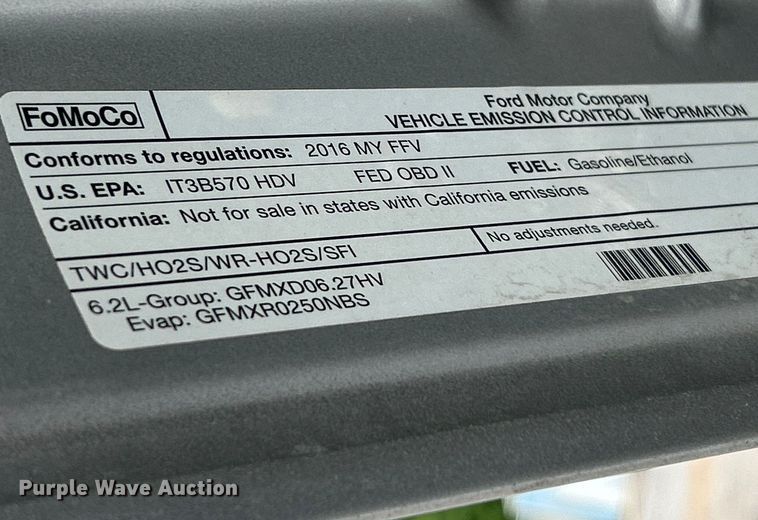 FoMoCo
Ford Motor Company
VEHICLE EMISSION CONTROL INFORMATION
Conforms to regulations: 2016 MY FFV
U.S. EPA: IT3B570 HDV FED OBD II FUEL: Gasoline/Ethanol
California: Not for sale in states with California emissions
TWC/HO2S/WR-HO2S/SFI
No adjustments needed.
6.2L-Group: GFMXD06.27HV
Evap: GFMXR0250NBS
Purple Wave Auction